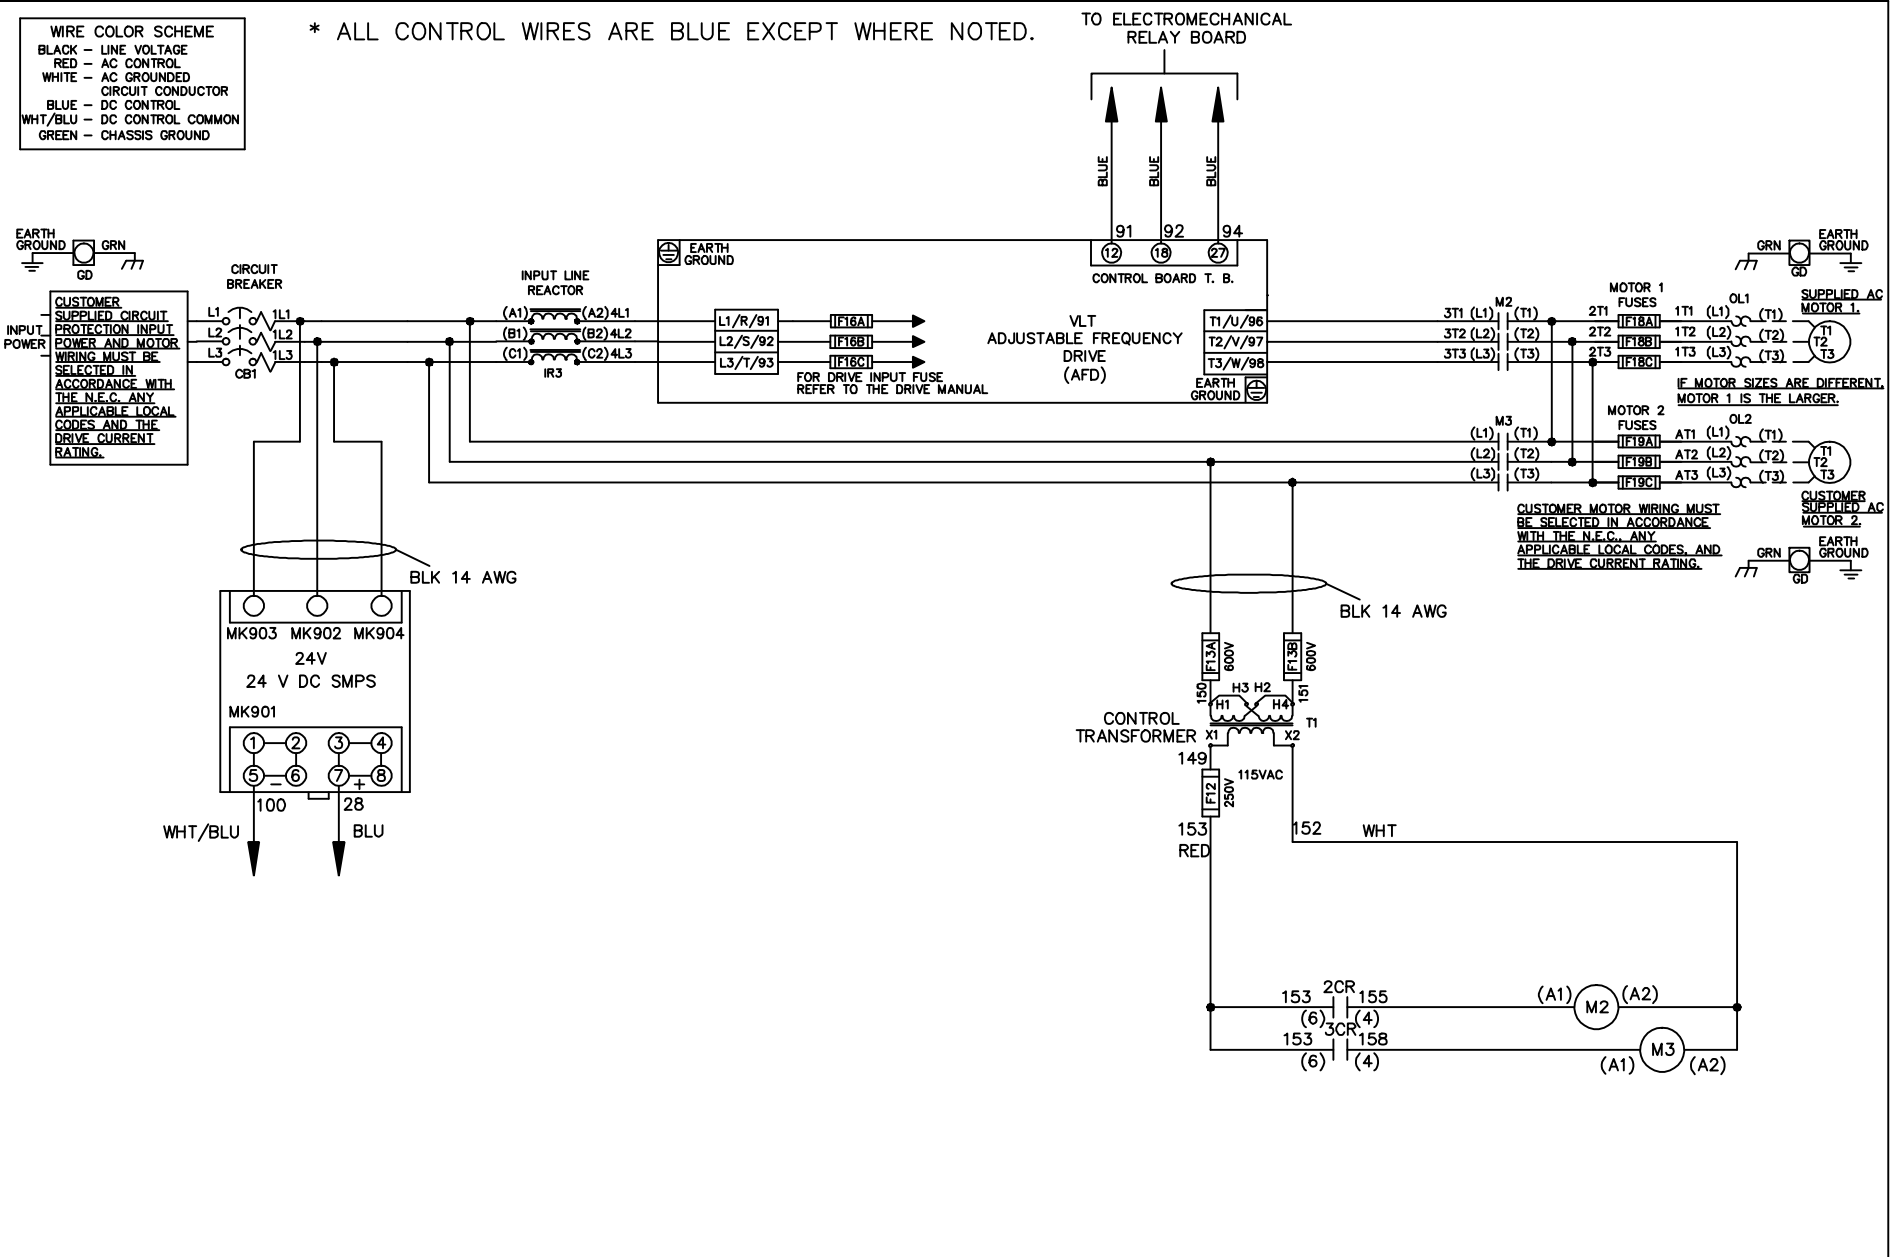 WIRE COLOR SCHEME
BLACK – LINE VOLTAGE
RED – AC CONTROL
WHITE – AC GROUNDED
CIRCUIT CONDUCTOR
BLUE – DC CONTROL
WHT/BLU – DC CONTROL COMMON
GREEN – CHASSIS GROUND
* ALL CONTROL WIRES ARE BLUE EXCEPT WHERE NOTED.
TO ELECTROMECHANICAL
RELAY BOARD
BLUE
BLUE
BLUE
91 92 94
12 18 27
CONTROL BOARD T. B.
EARTH
GROUND
GRN
GD
INPUT
POWER
CUSTOMER
SUPPLIED CIRCUIT
PROTECTION INPUT
POWER AND MOTOR
WIRING MUST BE
SELECTED IN
ACCORDANCE WITH
THE N.E.C. ANY
APPLICABLE LOCAL
CODES AND THE
DRIVE CURRENT
RATING.
CIRCUIT
BREAKER
L1 1L1
L2 1L2
L3 1L3
CB1
INPUT LINE
REACTOR
(A1) (A2) 4L1
(B1) (B2) 4L2
(C1) (C2) 4L3
IR3
EARTH
GROUND
L1/R/91 F16A
L2/S/92 F16B
L3/T/93 F16C
FOR DRIVE INPUT FUSE
REFER TO THE DRIVE MANUAL
VLT
ADJUSTABLE FREQUENCY
DRIVE
(AFD)
T1/U/96
T2/V/97
T3/W/98
EARTH
GROUND
M2
3T1 (L1) (T1)
3T2 (L2) (T2)
3T3 (L3) (T3)
MOTOR 1
FUSES
2T1 F18A 1T1 (L1) (T1)
2T2 F18B 1T2 (L2) (T2)
2T3 F18C 1T3 (L3) (T3)
OL1
GRN
GD
EARTH
GROUND
SUPPLIED AC
MOTOR 1.
T1
T2
T3
IF MOTOR SIZES ARE DIFFERENT.
MOTOR 1 IS THE LARGER.
M3
(L1) (T1)
(L2) (T2)
(L3) (T3)
MOTOR 2
FUSES
F19A AT1 (L1) (T1)
F19B AT2 (L2) (T2)
F19C AT3 (L3) (T3)
OL2
T1
T2
T3
CUSTOMER
SUPPLIED AC
MOTOR 2.
CUSTOMER MOTOR WIRING MUST
BE SELECTED IN ACCORDANCE
WITH THE N.E.C., ANY
APPLICABLE LOCAL CODES, AND
THE DRIVE CURRENT RATING.
GRN
GD
EARTH
GROUND
BLK 14 AWG
MK903 MK902 MK904
24V
24 V DC SMPS
MK901
1 2 3 4
5 – 6 7 + 8
100 28
WHT/BLU BLU
BLK 14 AWG
F13A
600V
F13B
600V
150
151
H3 H2
H1 H4
CONTROL
TRANSFORMER
T1
X1 X2
149
115VAC
F12
250V
153
RED
152 WHT
2CR
153 155
(6) (4)
(A1) M2 (A2)
3CR
153 158
(6) (4)
(A1) M3 (A2)